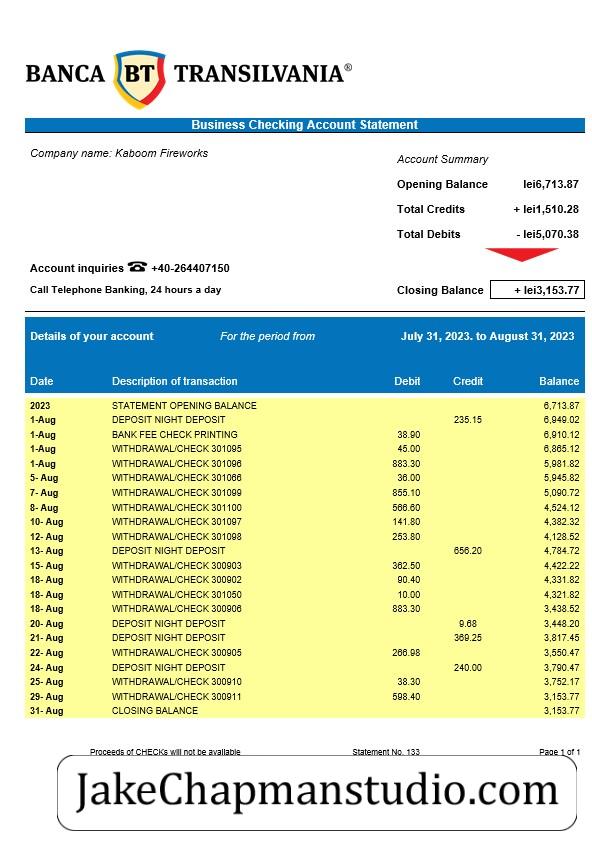 BANCA BT TRANSILVANIA®
Business Checking Account Statement
Company name: Kaboom Fireworks
Account Summary
Opening Balance lei6,713.87
Total Credits + lei1,510.28
Total Debits - lei5,070.38
Account inquiries ☎ +40-264407150
Call Telephone Banking, 24 hours a day
Closing Balance + lei3,153.77
Details of your account For the period from July 31, 2023. to August 31, 2023
Date Description of transaction Debit Credit Balance
2023 STATEMENT OPENING BALANCE 6,713.87
1-Aug DEPOSIT NIGHT DEPOSIT 235.15 6,949.02
1-Aug BANK FEE CHECK PRINTING 38.90 6,910.12
1-Aug WITHDRAWAL/CHECK 301095 45.00 6,865.12
1-Aug WITHDRAWAL/CHECK 301096 883.30 5,981.82
5- Aug WITHDRAWAL/CHECK 301066 36.00 5,945.82
7- Aug WITHDRAWAL/CHECK 301099 855.10 5,090.72
8- Aug WITHDRAWAL/CHECK 301100 566.60 4,524.12
10- Aug WITHDRAWAL/CHECK 301097 141.80 4,382.32
12- Aug WITHDRAWAL/CHECK 301098 253.80 4,128.52
13- Aug DEPOSIT NIGHT DEPOSIT 656.20 4,784.72
15- Aug WITHDRAWAL/CHECK 300903 362.50 4,422.22
18- Aug WITHDRAWAL/CHECK 300902 90.40 4,331.82
18- Aug WITHDRAWAL/CHECK 301050 10.00 4,321.82
18- Aug WITHDRAWAL/CHECK 300906 883.30 3,438.52
20- Aug DEPOSIT NIGHT DEPOSIT 9.68 3,448.20
21- Aug DEPOSIT NIGHT DEPOSIT 369.25 3,817.45
22- Aug WITHDRAWAL/CHECK 300905 266.98 3,550.47
24- Aug DEPOSIT NIGHT DEPOSIT 240.00 3,790.47
25- Aug WITHDRAWAL/CHECK 300910 38.30 3,752.17
29- Aug WITHDRAWAL/CHECK 300911 598.40 3,153.77
31- Aug CLOSING BALANCE 3,153.77
Proceeds of CHECKs will not be available Statement No. 133 Page 1 of 1
JakeChapmanstudio.com